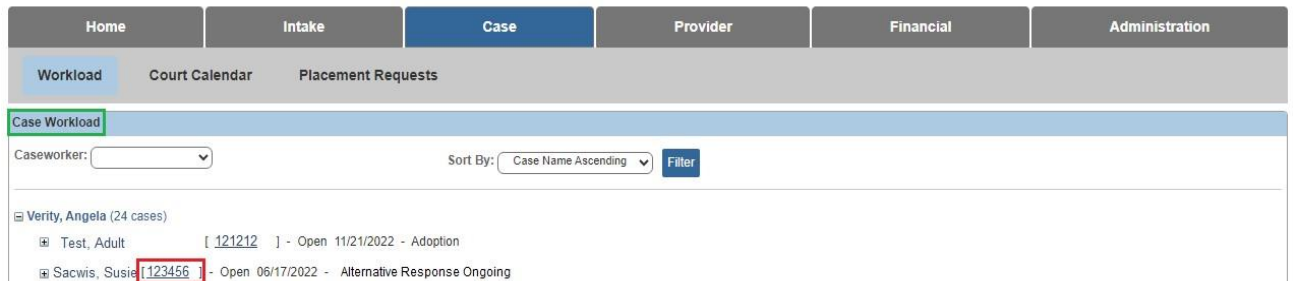 Home Intake Case Provider Financial Administration
Workload Court Calendar Placement Requests
Case Workload
Caseworker: Sort By: Case Name Ascending Filter
Verity, Angela (24 cases)
Test, Adult [ 121212 ] - Open 11/21/2022 - Adoption
Sacwis, Susie [ 123456 ] - Open 06/17/2022 - Alternative Response Ongoing